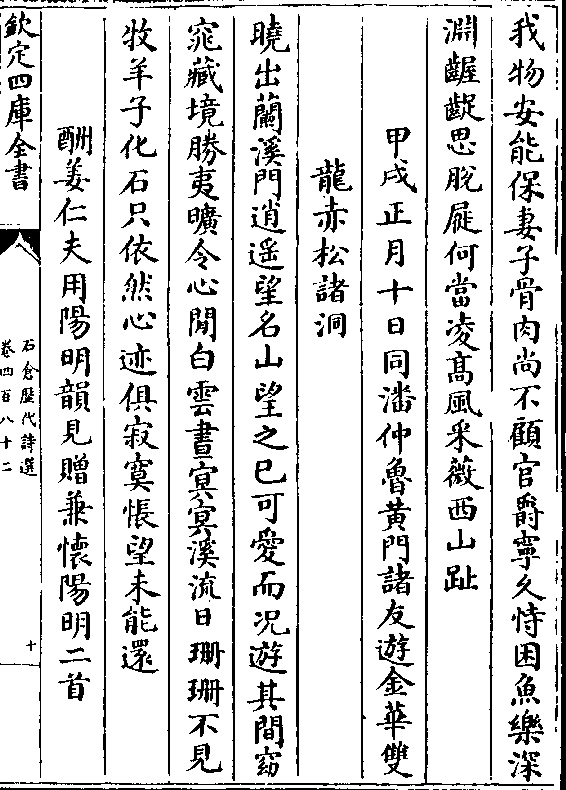 我物安能保妻子骨肉尚不顧官爵寧久恃困魚樂深
淵齷齪思脫屣何當凌髙風采薇西山趾
甲戌正月十日同潘仲魯黄門諸友遊金華雙
龍赤松諸洞
曉出蘭溪門逍遥望名山望之已可愛而况遊其間窈
窕藏境勝夷曠令心閒白雲晝冥冥溪流日珊珊不見
牧羊子化石只依然心迹俱寂寞悵望未能還
酬姜仁夫用陽明韻見贈兼懷陽明二首
欽定四庫全書
石倉歴代詩選
卷四百八十二
十